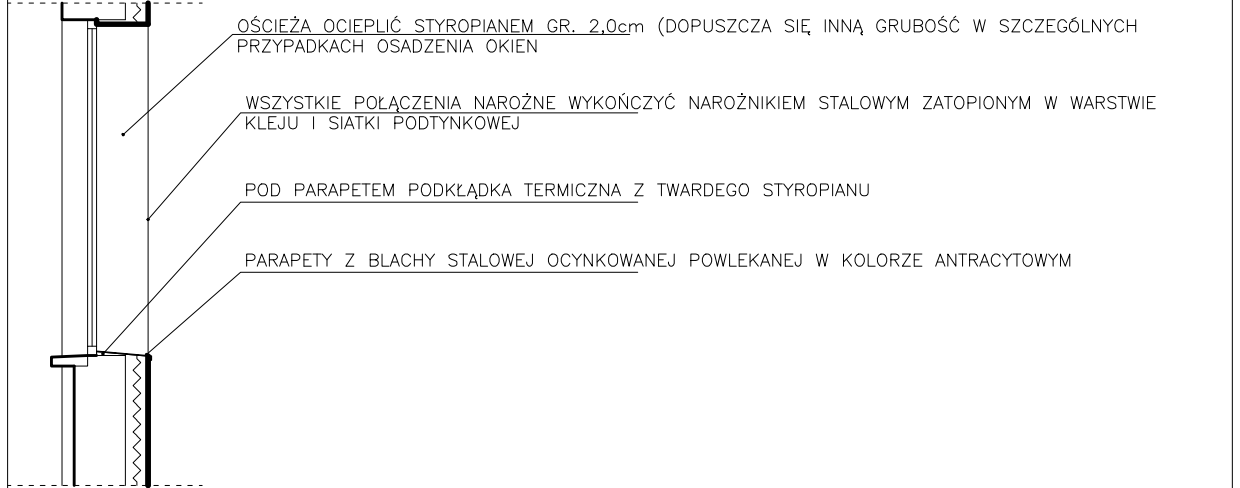 OŚCIEŻA OCIEPLIĆ STYROPIANEM GR. 2,0cm (DOPUSZCZA SIĘ INNĄ GRUBOŚĆ W SZCZEGÓLNYCH
PRZYPADKACH OSADZENIA OKIEN
WSZYSTKIE POŁĄCZENIA NAROŻNE WYKOŃCZYĆ NAROŻNIKIEM STALOWYM ZATOPIONYM W WARSTWIE
KLEJU I SIATKI PODTYNKOWEJ
POD PARAPETEM PODKŁĄDKA TERMICZNA Z TWARDEGO STYROPIANU
PARAPETY Z BLACHY STALOWEJ OCYNKOWANEJ POWLEKANEJ W KOLORZE ANTRACYTOWYM